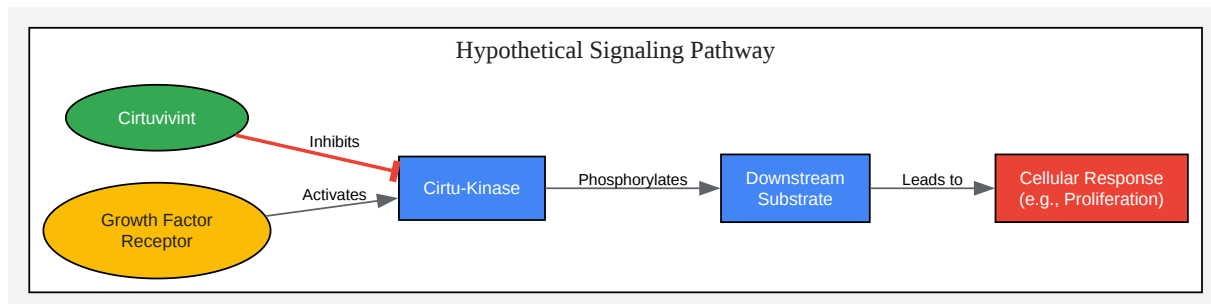 Hypothetical Signaling Pathway
Cirtuvivint
Inhibits
Growth Factor
Receptor
Activates
Cirtu-Kinase
Phosphorylates
Downstream
Substrate
Leads to
Cellular Response
(e.g., Proliferation)